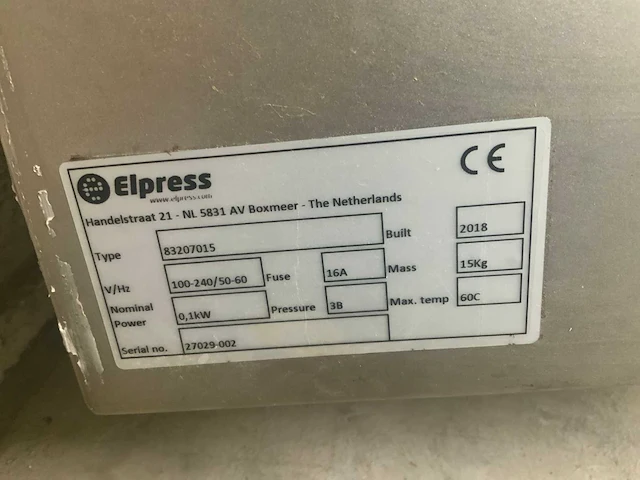 Elpress
www.elpress.com
CE
Handelstraat 21 - NL 5831 AV Boxmeer - The Netherlands
Type 83207015 Built 2018
V/Hz 100-240/50-60 Fuse 16A Mass 15Kg
Nominal Power 0,1kW Pressure 3B Max. temp 60C
Serial no. 27029-002